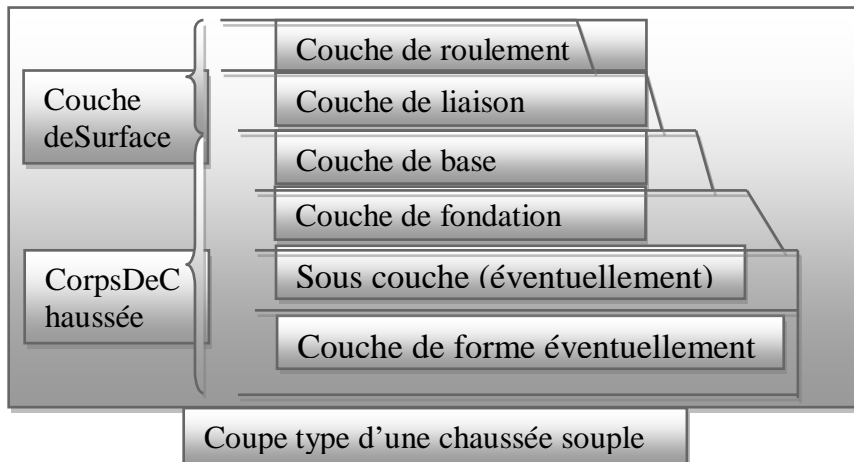 Couche de roulement
Couche
deSurface
Couche de liaison
Couche de base
Couche de fondation
CorpsDeC
haussée
Sous couche (éventuellement)
Couche de forme éventuellement
Coupe type d’une chaussée souple